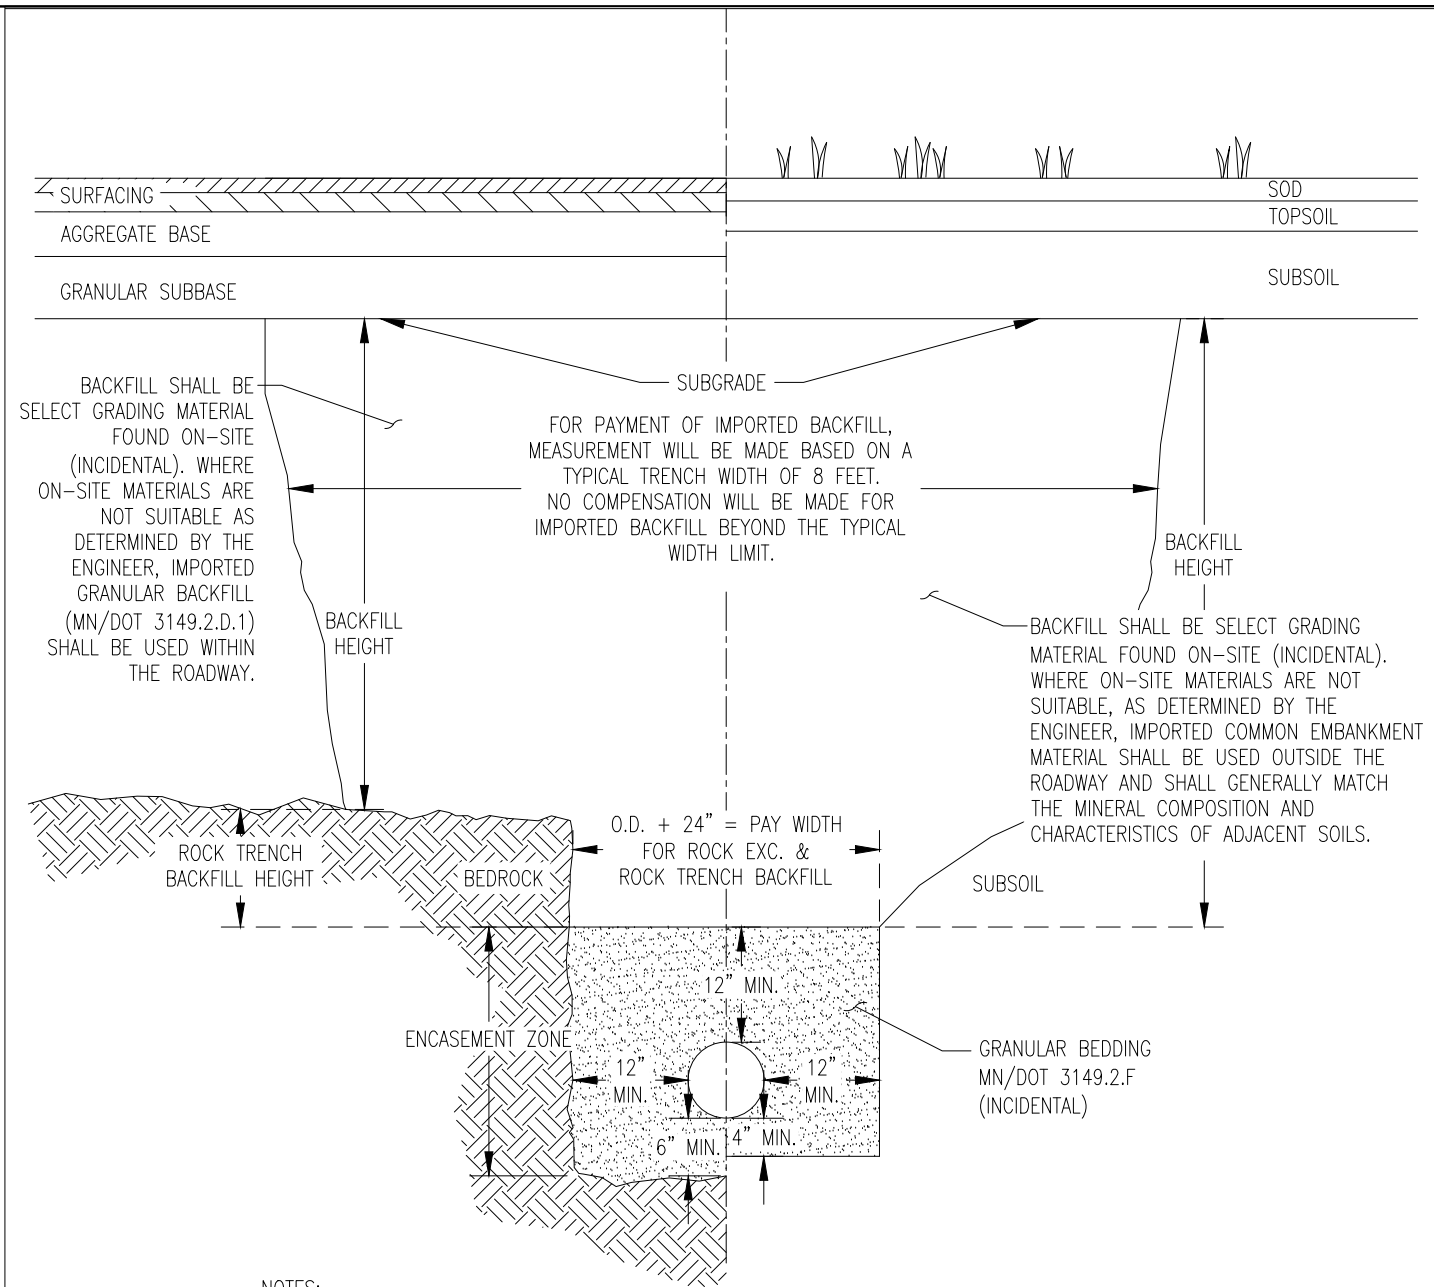 SURFACING
AGGREGATE BASE
GRANULAR SUBBASE
SOD
TOPSOIL
SUBSOIL
SUBGRADE
BACKFILL SHALL BE
SELECT GRADING MATERIAL
FOUND ON-SITE
(INCIDENTAL). WHERE
ON-SITE MATERIALS ARE
NOT SUITABLE AS
DETERMINED BY THE
ENGINEER, IMPORTED
GRANULAR BACKFILL
(MN/DOT 3149.2.D.1)
SHALL BE USED WITHIN
THE ROADWAY.
BACKFILL
HEIGHT
FOR PAYMENT OF IMPORTED BACKFILL,
MEASUREMENT WILL BE MADE BASED ON A
TYPICAL TRENCH WIDTH OF 8 FEET.
NO COMPENSATION WILL BE MADE FOR
IMPORTED BACKFILL BEYOND THE TYPICAL
WIDTH LIMIT.
BACKFILL
HEIGHT
BACKFILL SHALL BE SELECT GRADING
MATERIAL FOUND ON-SITE (INCIDENTAL).
WHERE ON-SITE MATERIALS ARE NOT
SUITABLE, AS DETERMINED BY THE
ENGINEER, IMPORTED COMMON EMBANKMENT
MATERIAL SHALL BE USED OUTSIDE THE
ROADWAY AND SHALL GENERALLY MATCH
THE MINERAL COMPOSITION AND
CHARACTERISTICS OF ADJACENT SOILS.
ROCK TRENCH
BACKFILL HEIGHT
BEDROCK
O.D. + 24" = PAY WIDTH
FOR ROCK EXC. &
ROCK TRENCH BACKFILL
SUBSOIL
12" MIN.
ENCASEMENT ZONE
12"
MIN.
12"
MIN.
6" MIN.
4" MIN.
GRANULAR BEDDING
MN/DOT 3149.2.F
(INCIDENTAL)
NOTES: